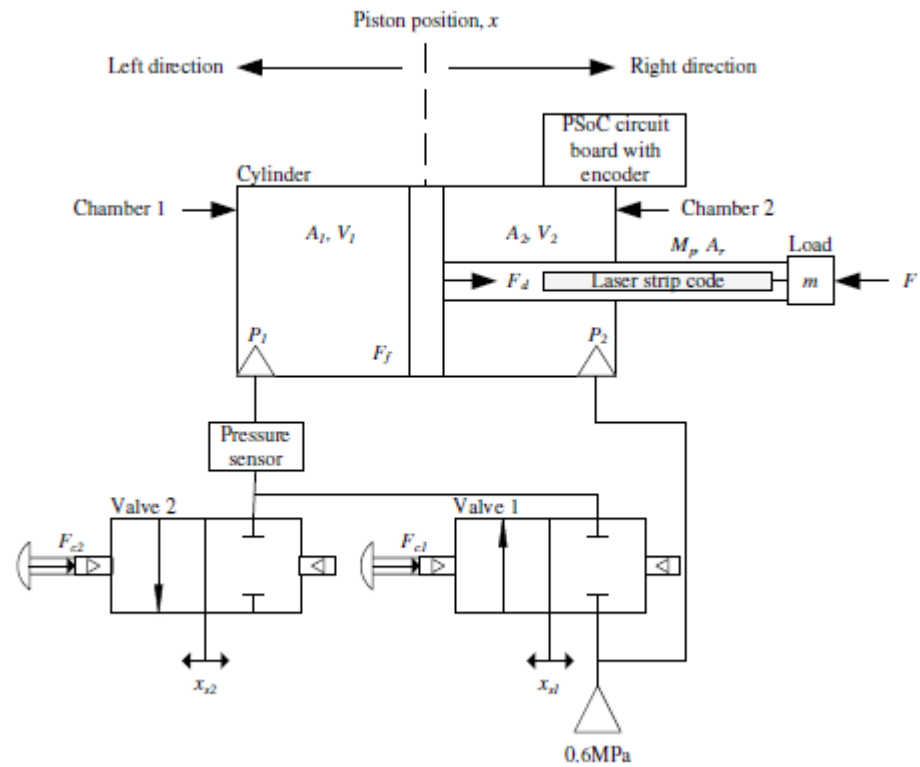 Piston position, x
Left direction
Right direction
PSoC circuit
board with
encoder
Cylinder
Chamber 1
Chamber 2
A1, V1
A2, V2
Mp, Ar
Load
Fd
Laser strip code
m
F
P1
Ff
P2
Pressure
sensor
Valve 2
Valve 1
Fc2
Fc1
xs2
xs1
0.6MPa